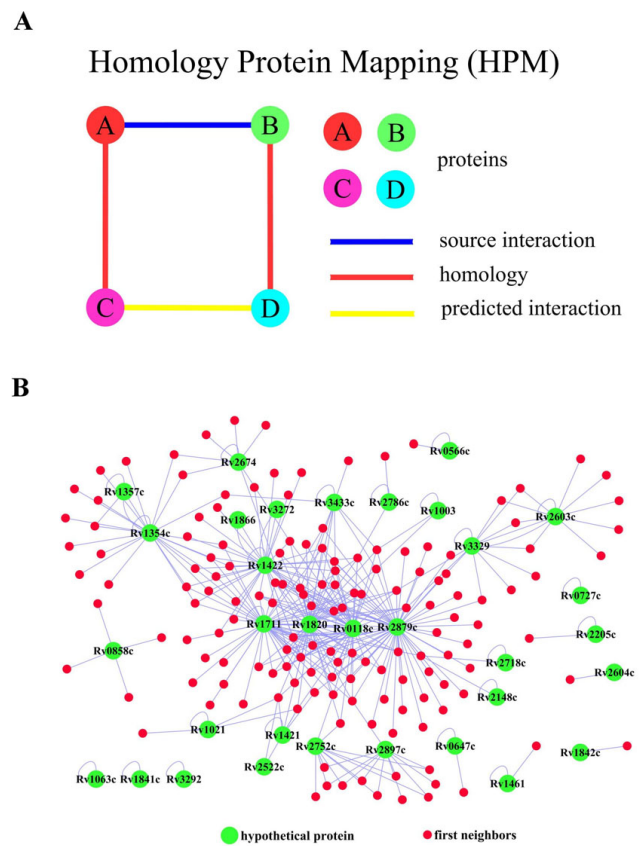 A
Homology Protein Mapping (HPM)
A B
A B
proteins
C D
source interaction
homology
C D
predicted interaction
B
Rv0566c
Rv2674
Rv1357c
Rv3433c Rv2786c
Rv3272 Rv1003
Rv1866
Rv2603c
Rv1354c
Rv3329
Rv1422
Rv0727c
Rv1711 Rv1820 Rv0118c Rv2879c
Rv2205c
Rv0858c
Rv2718c
Rv2604c
Rv2148c
Rv1021
Rv1421
Rv2752c Rv2897c Rv0647c
Rv1842c
Rv2522c
Rv1063c Rv1841c Rv3292
Rv1461
hypothetical protein first neighbors